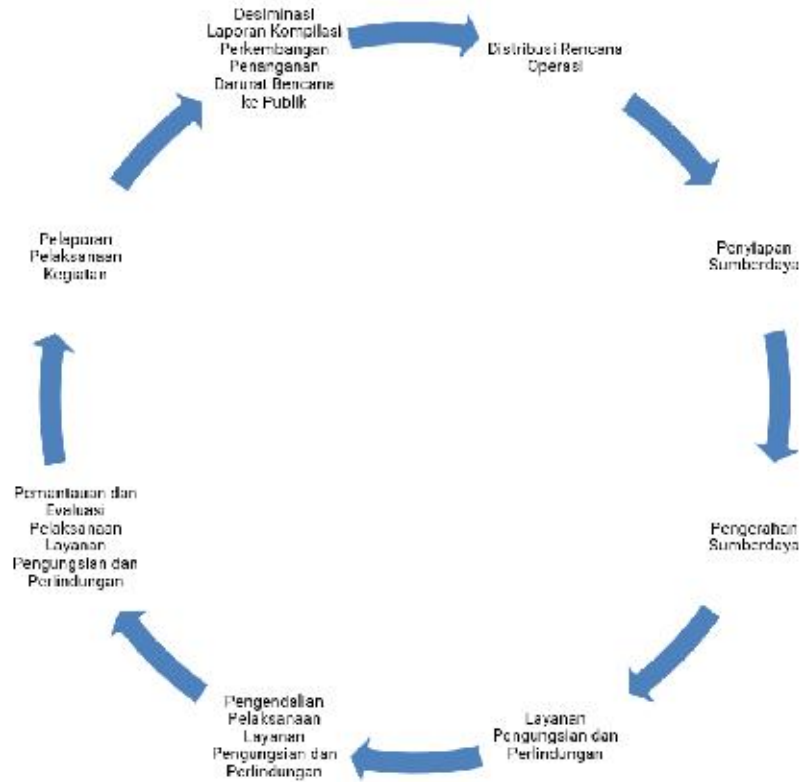 Desiminasi
Laporan Kompilasi
Perkembangan
Penanganan
Darurat Bencana
ke Publik
Distribusi Rencana
Operasi
Penyiapan
Sumberdaya
Pengerahan
Sumberdaya
Layanan
Pengungsian dan
Perlindungan
Pengendalian
Pelaksanaan
Layanan
Pengungsian dan
Perlindungan
Pemantauan dan
Evaluasi
Pelaksanaan
Layanan
Pengungsian dan
Perlindungan
Pelaporan
Pelaksanaan
Kegiatan